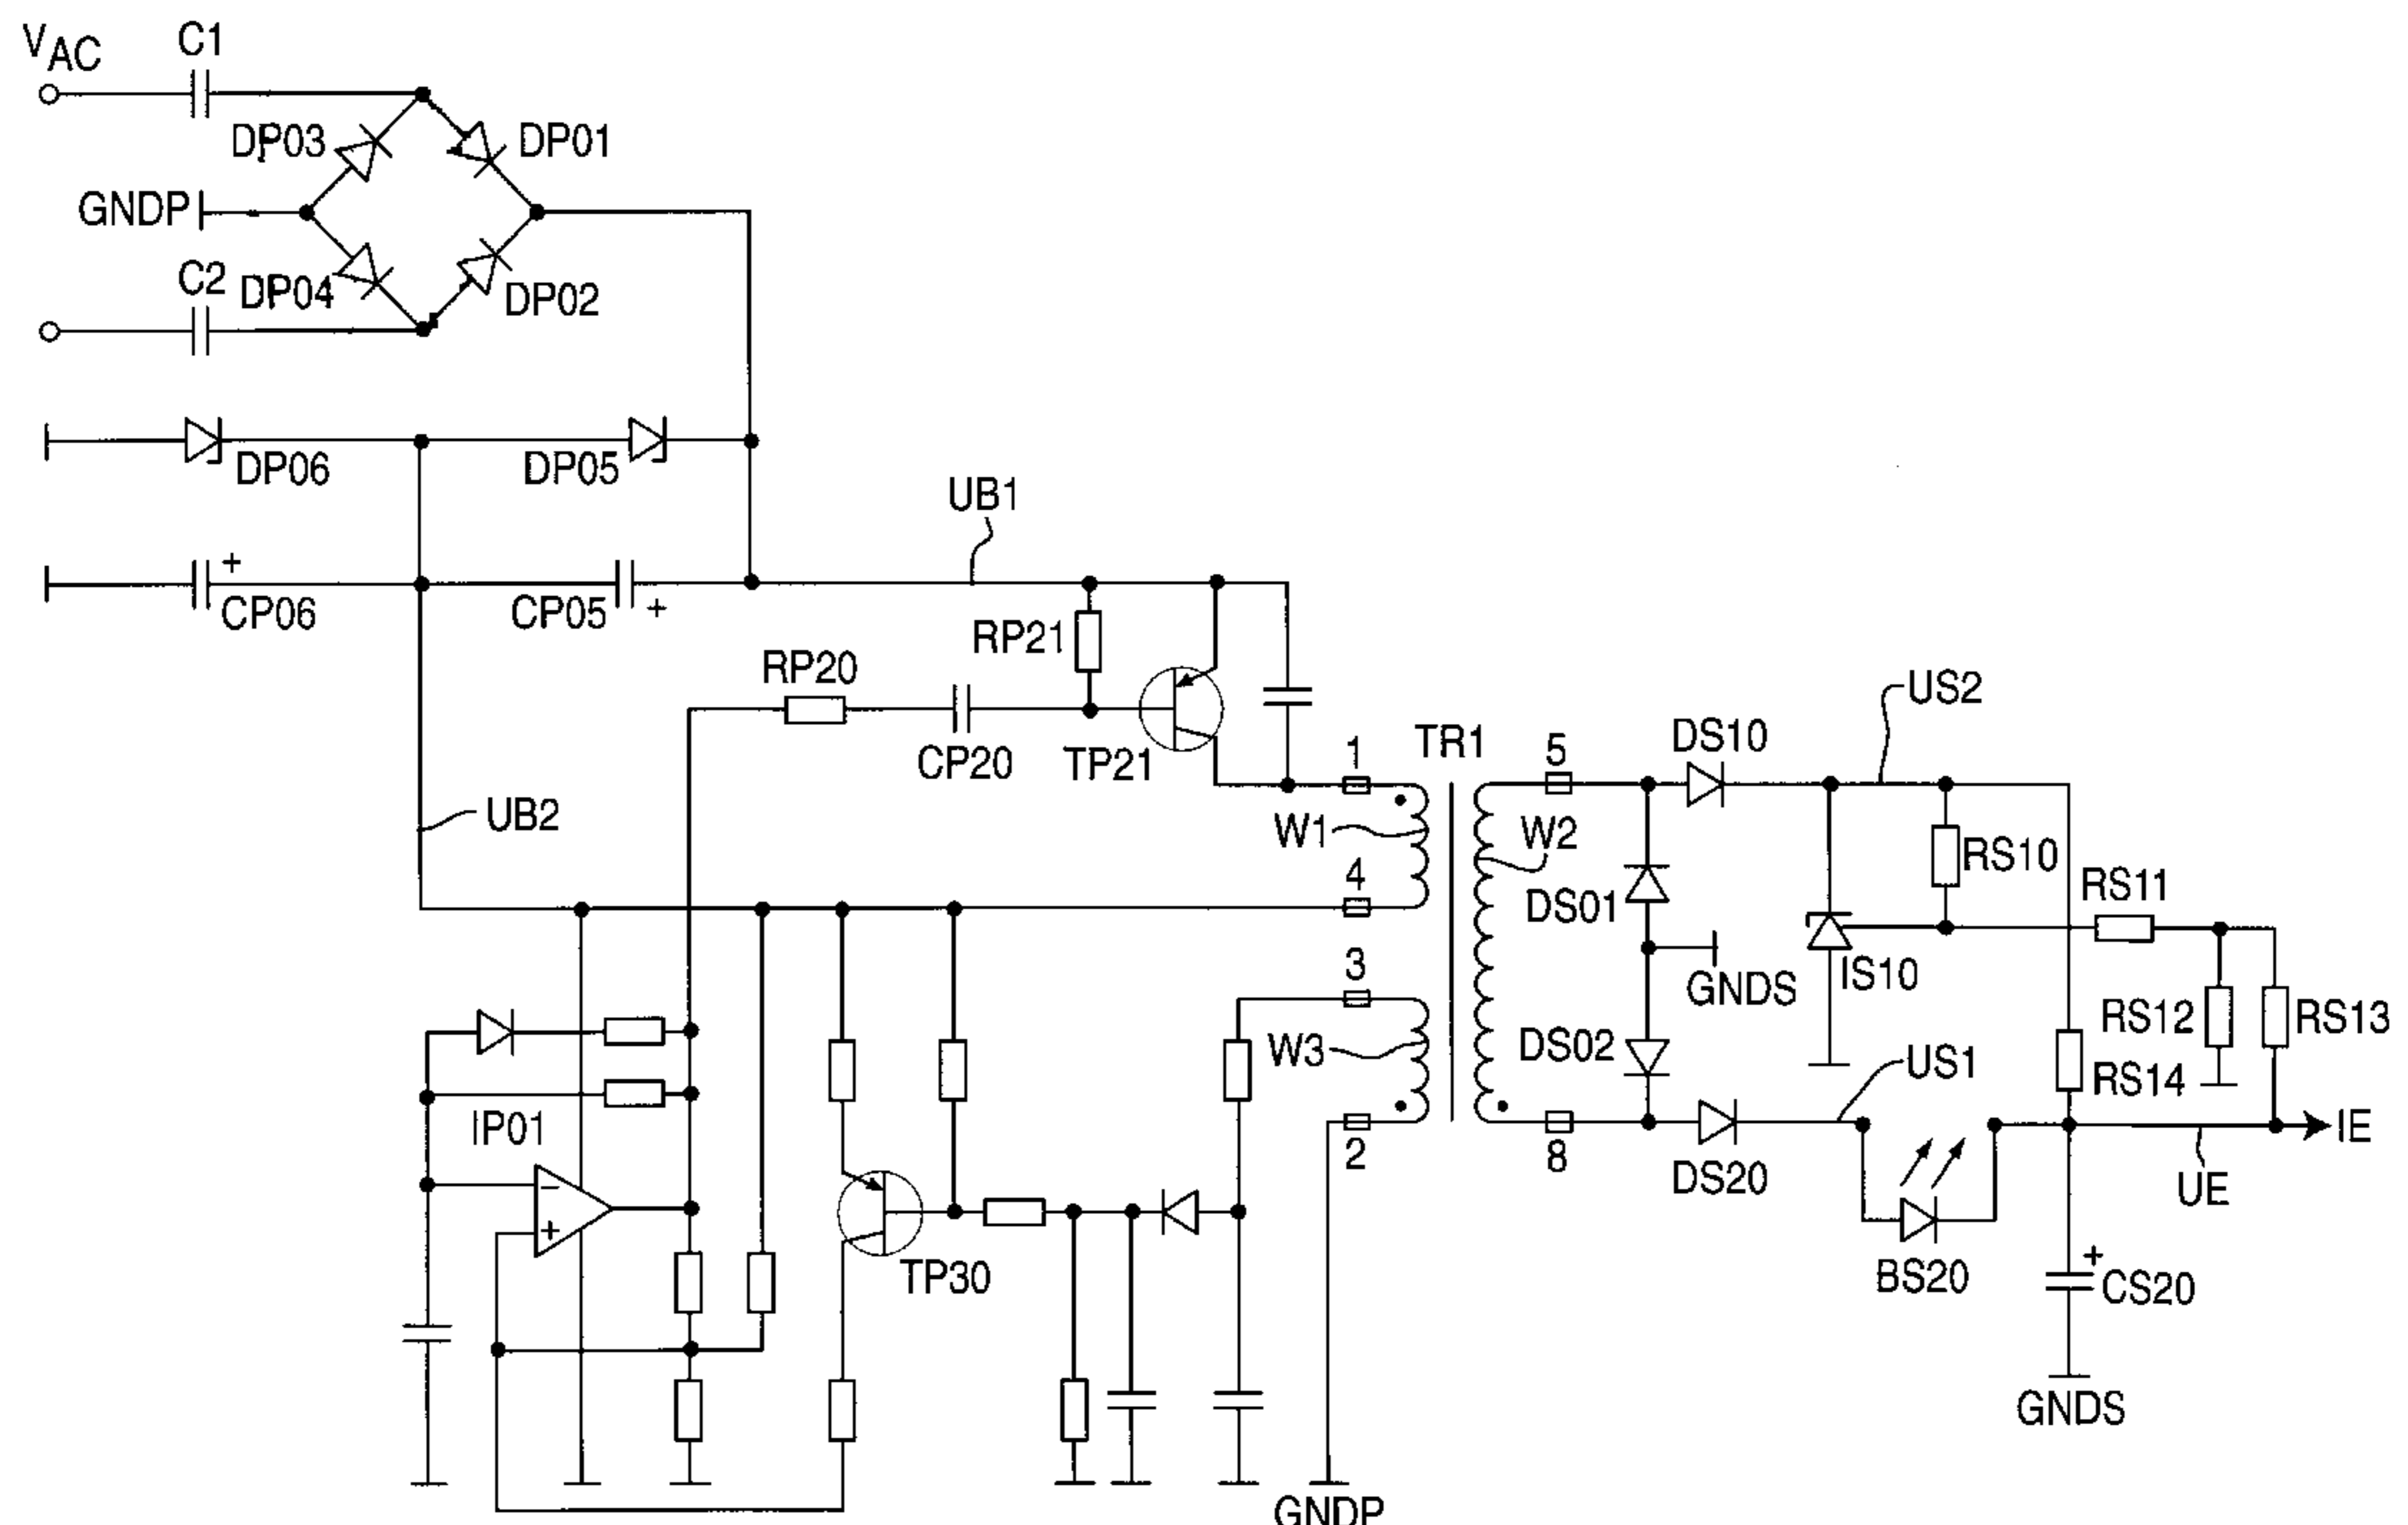 VAC
C1
DP03
DP01
GNDP
C2
DP04
DP02
DP06
DP05
UB1
+
CP06
CP05
+
RP21
RP20
CP20
TP21
US2
TR1
DS10
1
5
UB2
W1
W2
RS10
4
DS01
RS11
3
GNDS
IS10
W3
DS02
RS12
RS13
US1
RS14
IP01
IE
2
8
DS20
UE
−
+
TP30
BS20
+
CS20
GNDS
GNDP